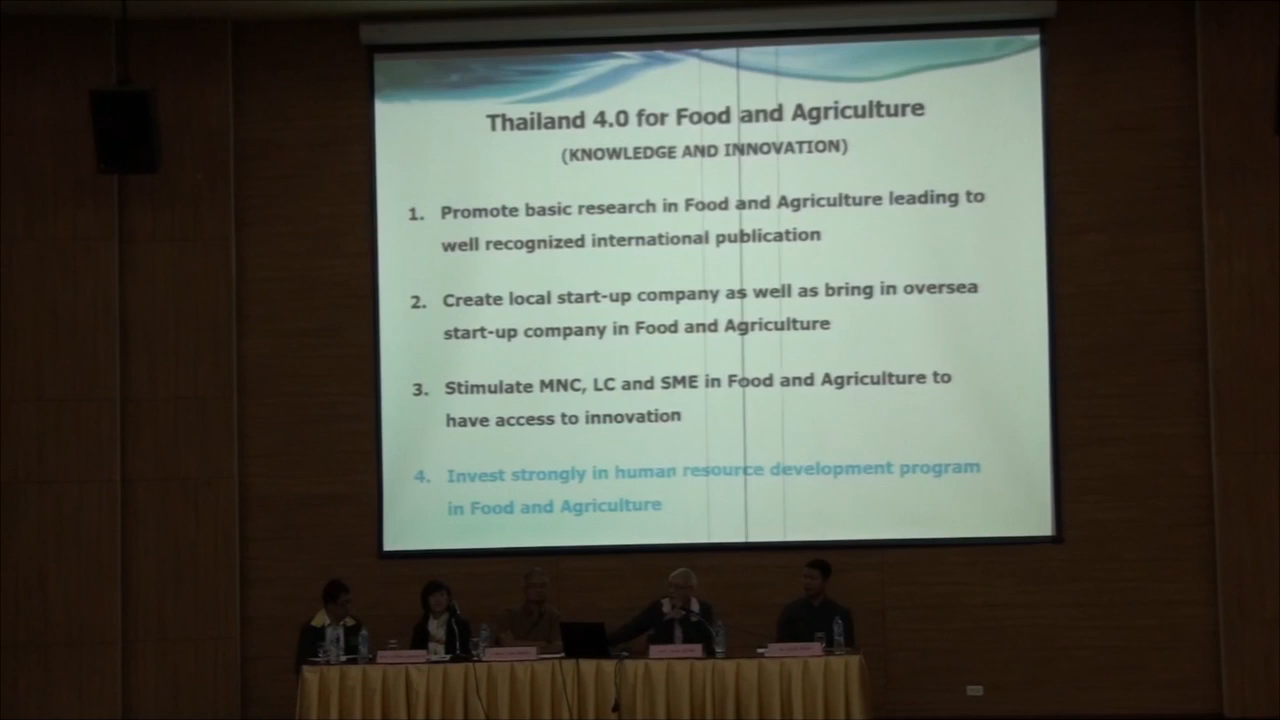 Thailand 4.0 for Food and Agriculture
(KNOWLEDGE AND INNOVATION)
1. Promote basic research in Food and Agriculture leading to
well recognized international publication
2. Create local start-up company as well as bring in oversea
start-up company in Food and Agriculture
3. Stimulate MNC, LC and SME in Food and Agriculture to
have access to innovation
4. Invest strongly in human resource development program
in Food and Agriculture